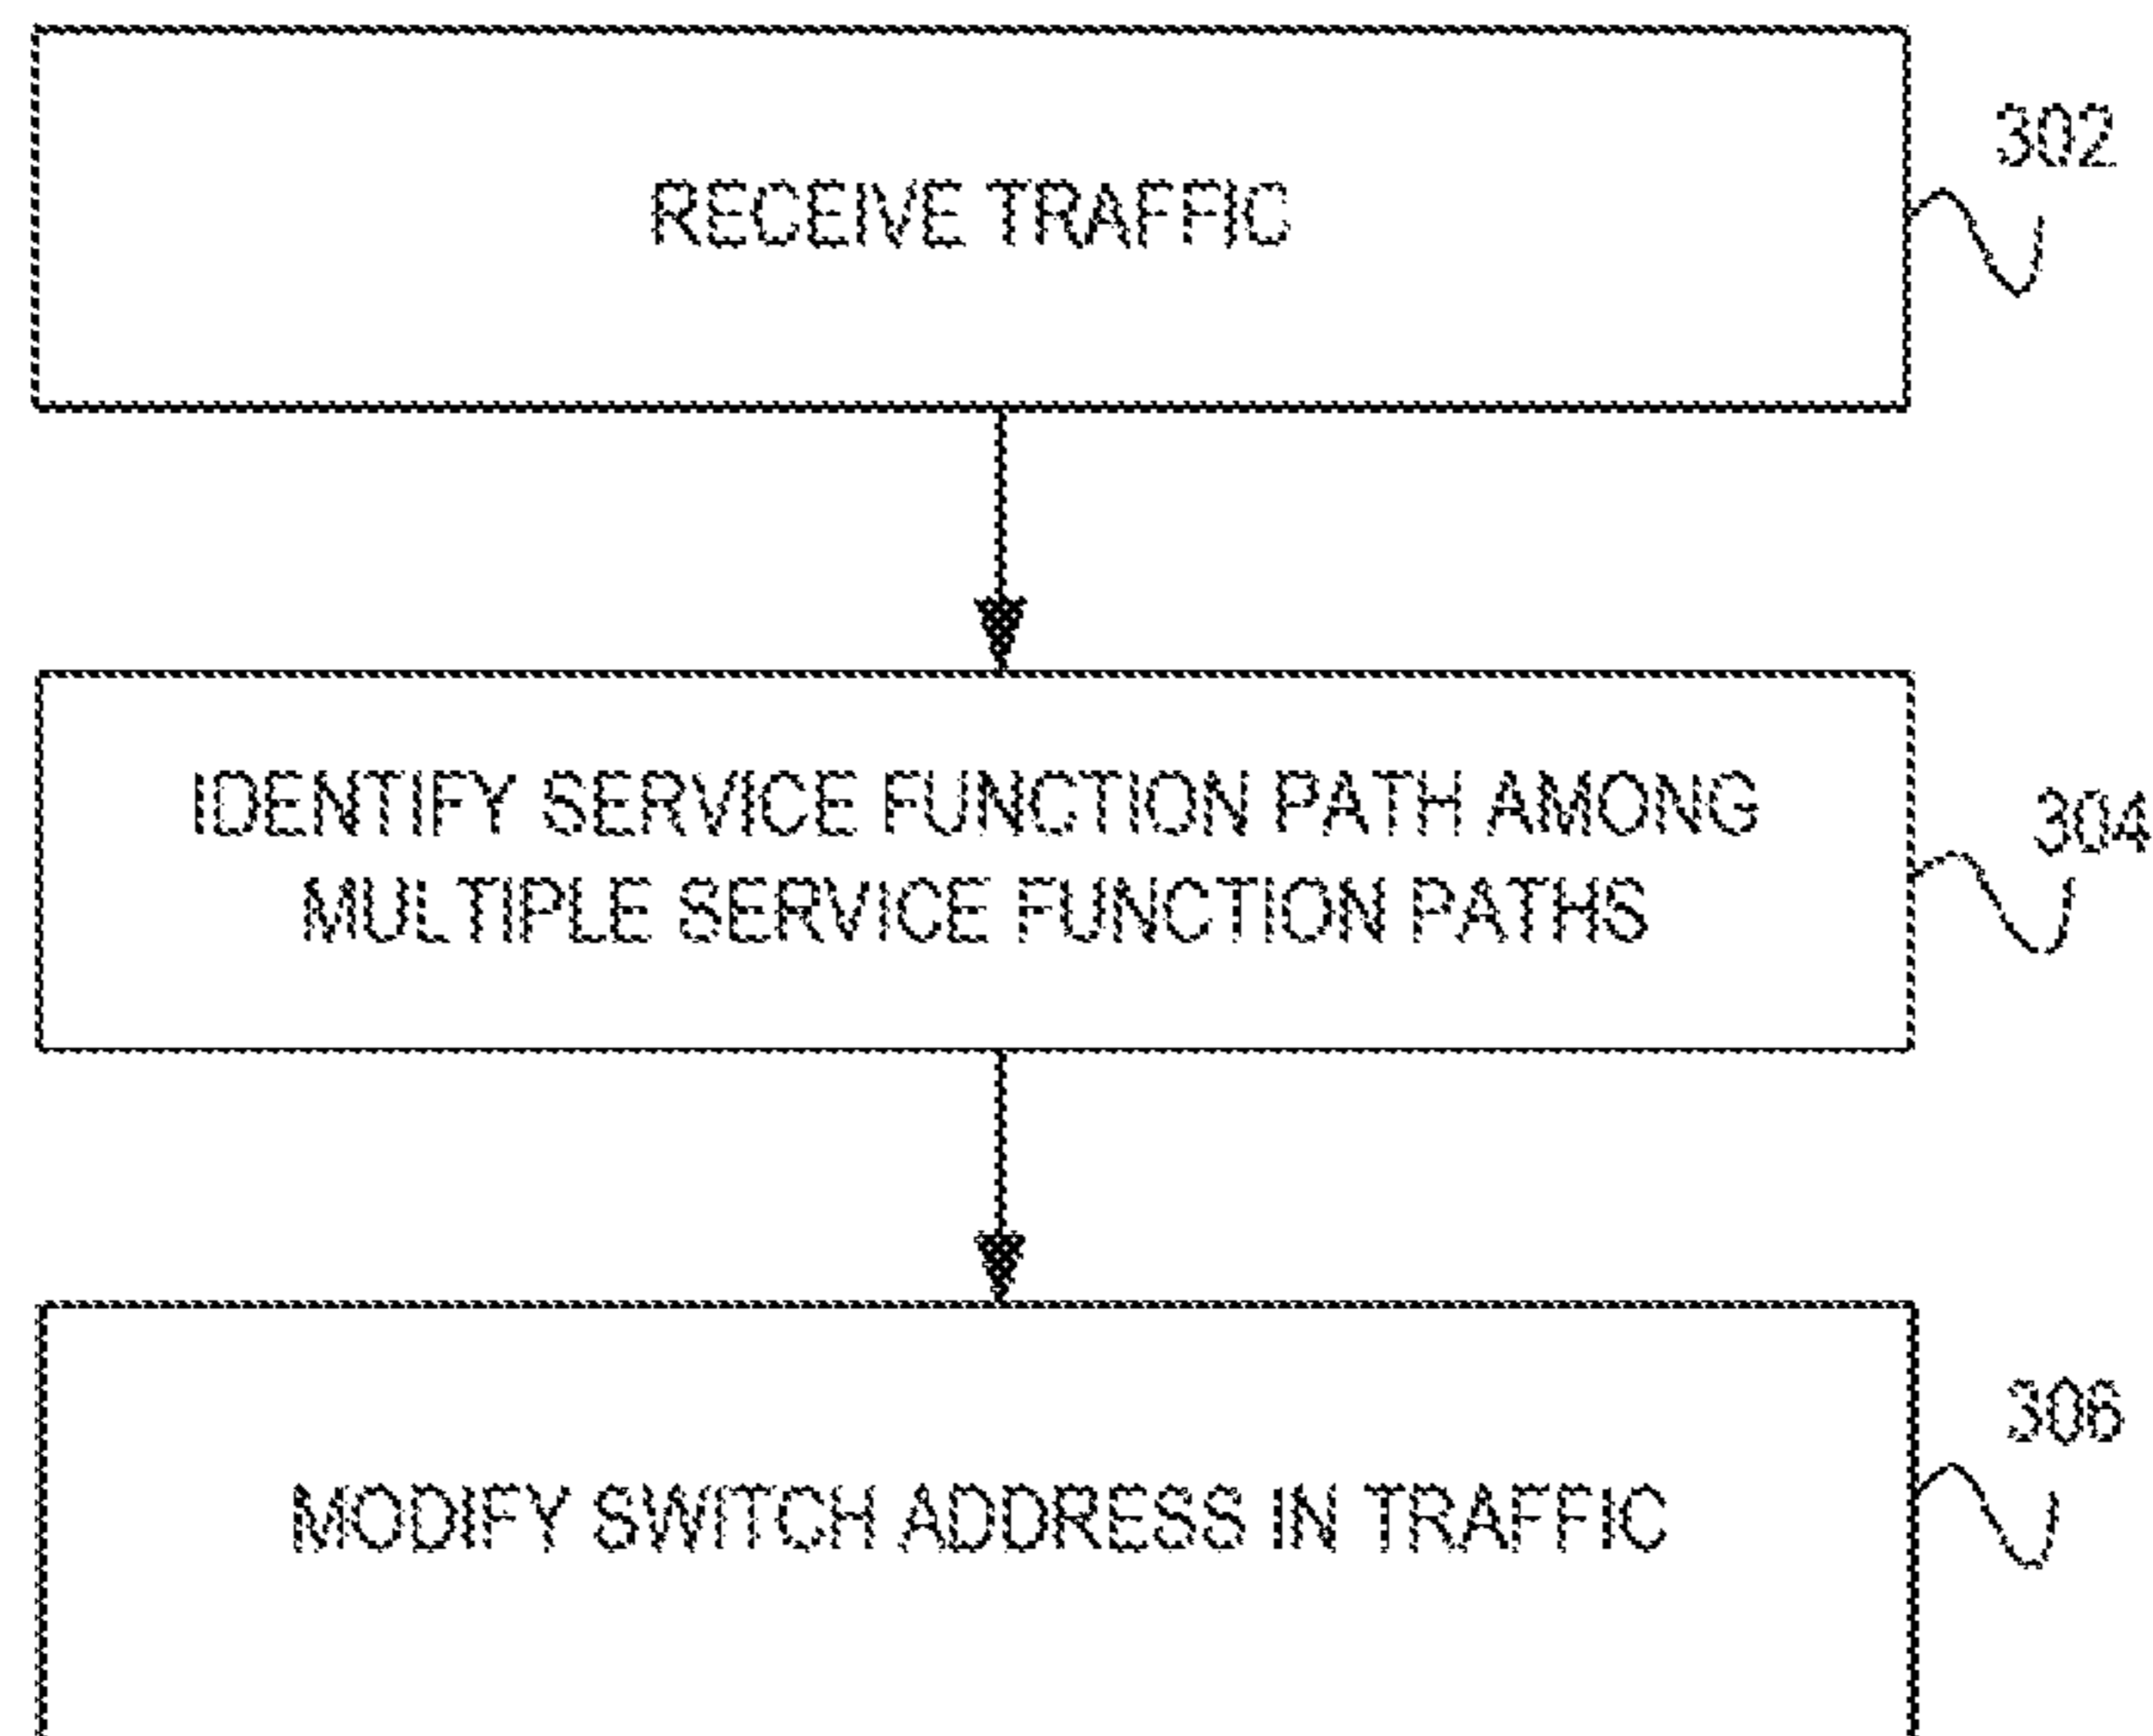 RECEIVE TRAFFIC
302
IDENTIFY SERVICE FUNCTION PATH AMONG
MULTIPLE SERVICE FUNCTION PATHS
304
MODIFY SWITCH ADDRESS IN TRAFFIC
306